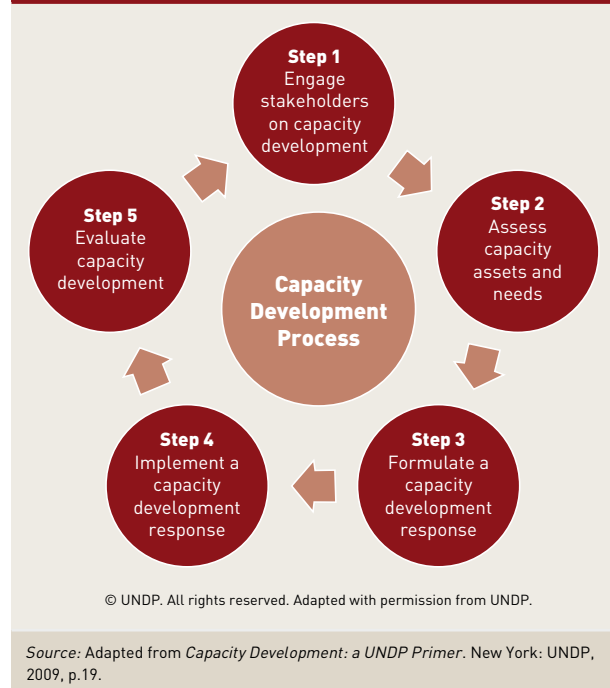 Step 1
Engage
stakeholders
on capacity
development
Step 2
Assess
capacity
assets and
needs
Step 3
Formulate a
capacity
development
response
Step 4
Implement a
capacity
development
response
Step 5
Evaluate
capacity
development
Capacity
Development
Process
© UNDP. All rights reserved. Adapted with permission from UNDP.
Source: Adapted from Capacity Development: a UNDP Primer. New York: UNDP,
2009, p.19.